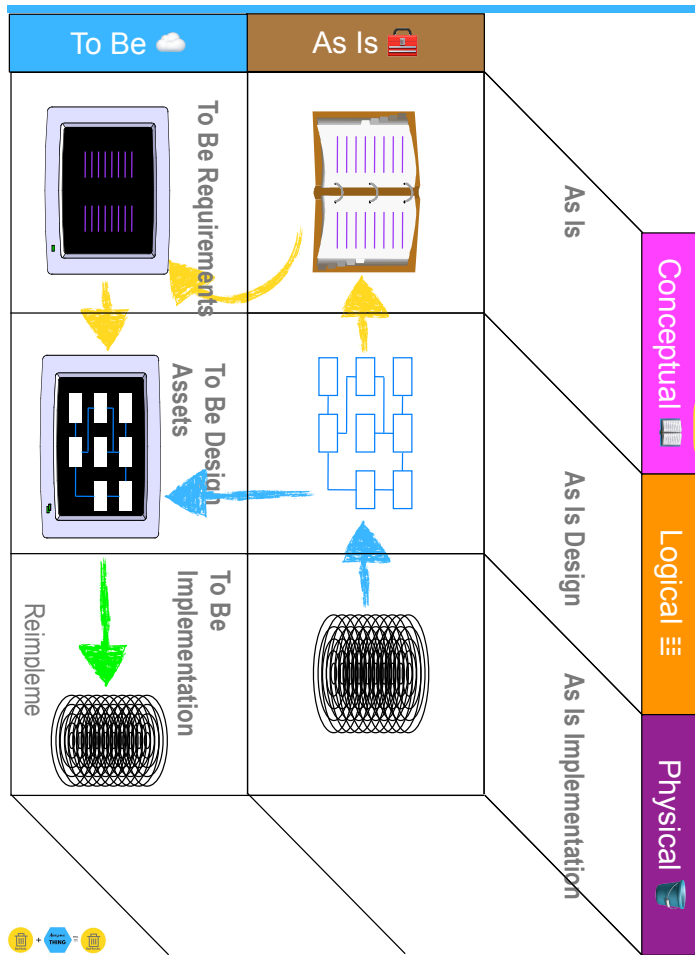 To Be
As Is
To Be Requirements
As Is
Conceptual
To Be Design
Assets
As Is Design
Logical
To Be
Implementation
Reimpleme
As Is Implementation
Physical
THING